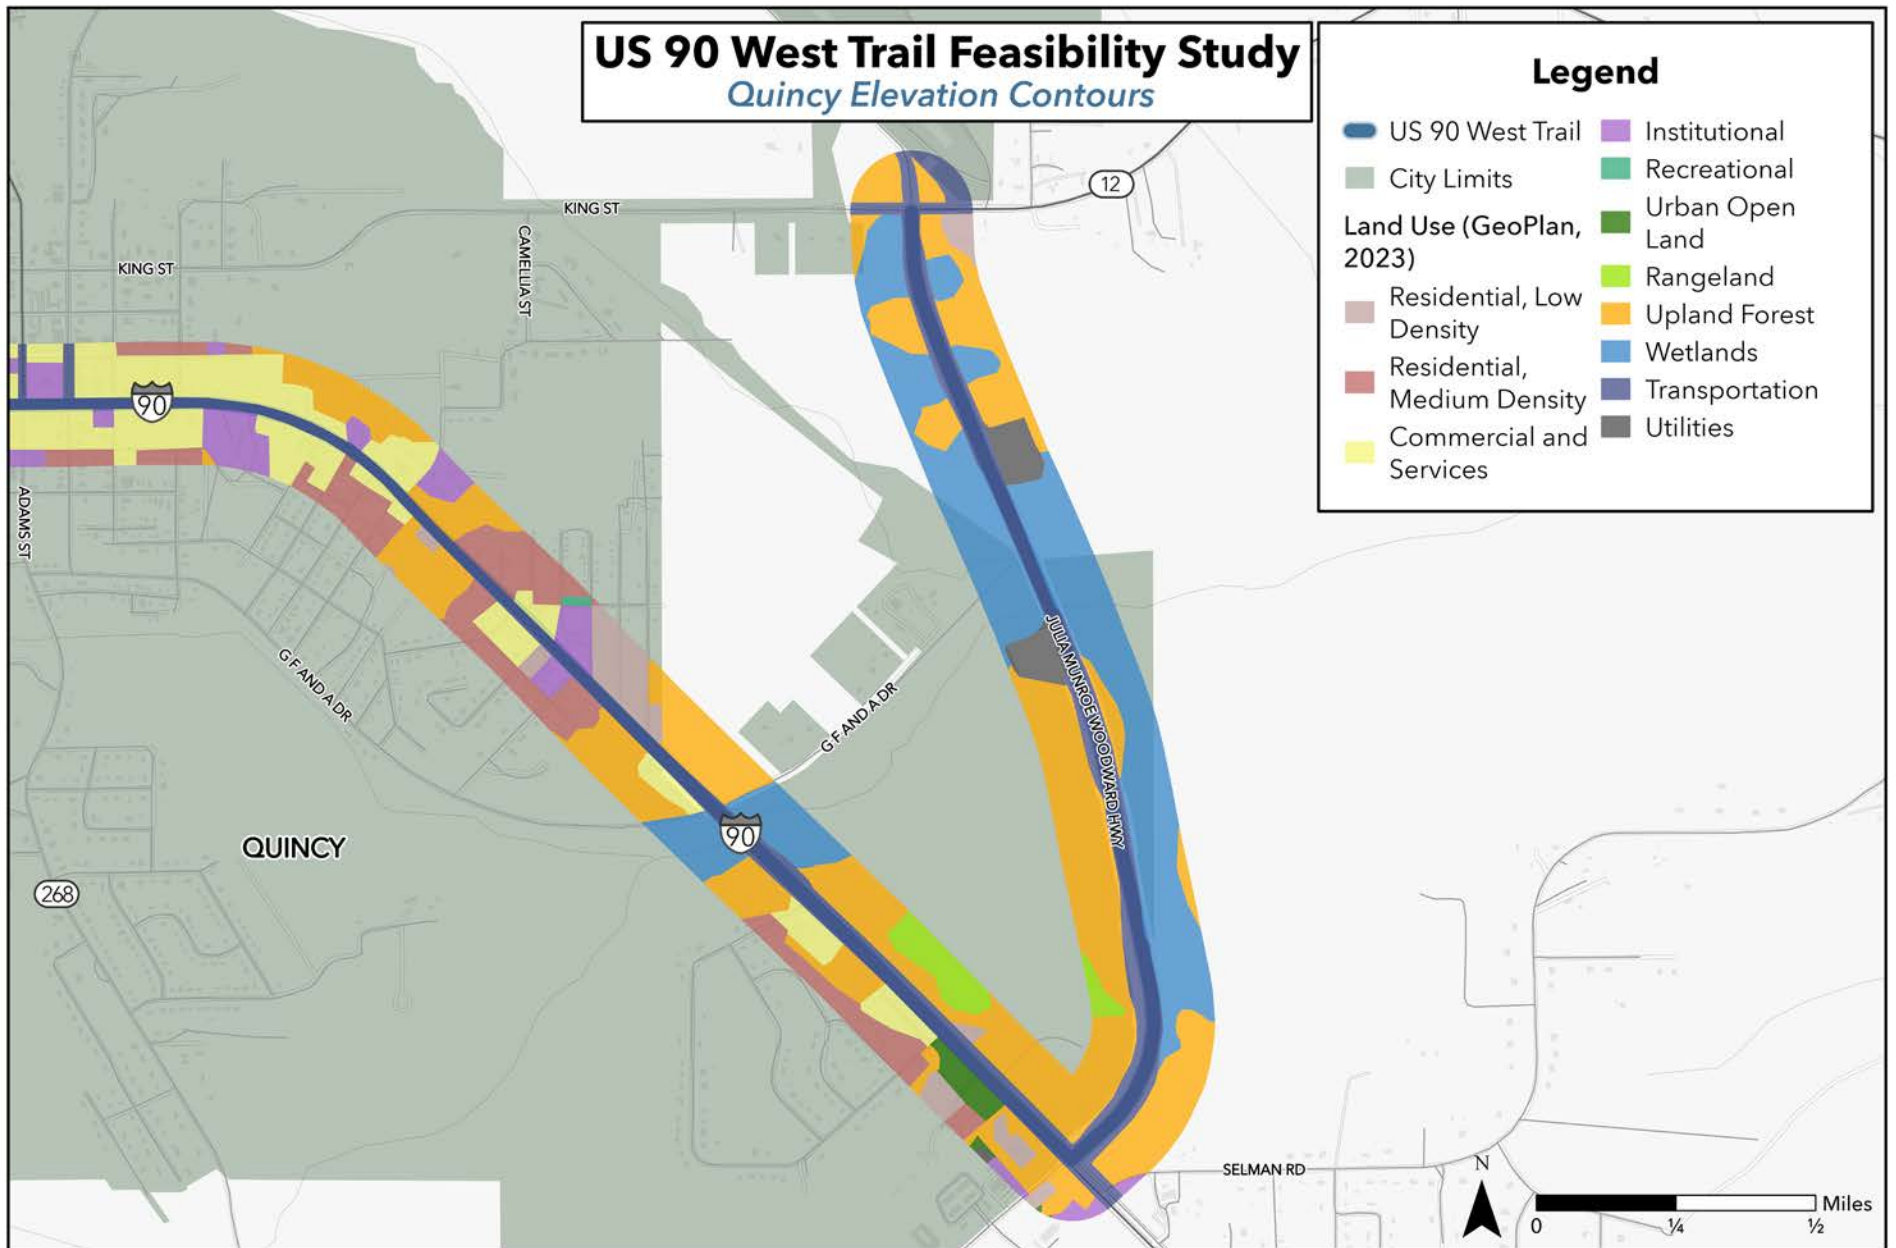 US 90 West Trail Feasibility Study
Quincy Elevation Contours
Legend
US 90 West Trail
City Limits
Land Use (GeoPlan,
2023)
Residential, Low
Density
Residential,
Medium Density
Commercial and
Services
Institutional
Recreational
Urban Open
Land
Rangeland
Upland Forest
Wetlands
Transportation
Utilities
12
KING ST
CAMELLIA ST
KING ST
90
ADAMS ST
G F AND A DR
G F AND A DR
JULIA MUNROE WOODWARD HWY
90
QUINCY
268
SELMAN RD
N
Miles
0
¼
½